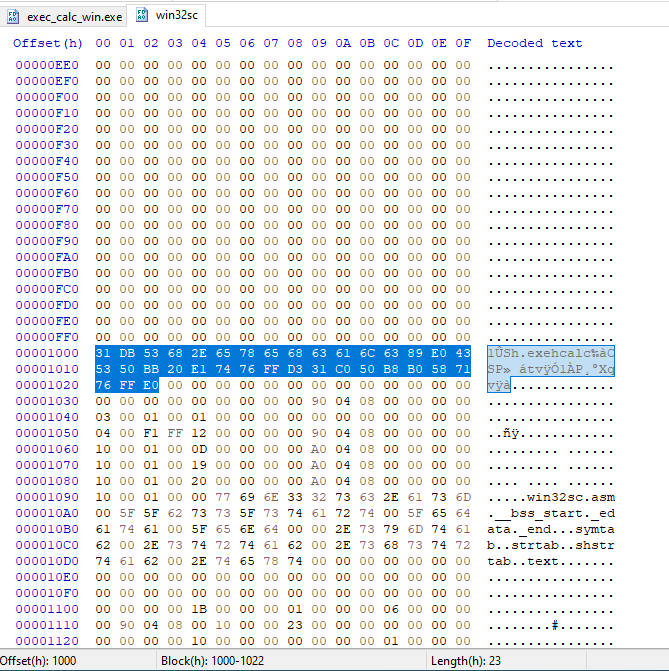 exec_calc_win.exe win32sc
Offset(h) 00 01 02 03 04 05 06 07 08 09 0A 0B 0C 0D 0E 0F Decoded text
00000EE0 00 00 00 00 00 00 00 00 00 00 00 00 00 00 00 00 ................
00000EF0 00 00 00 00 00 00 00 00 00 00 00 00 00 00 00 00 ................
00000F00 00 00 00 00 00 00 00 00 00 00 00 00 00 00 00 00 ................
00000F10 00 00 00 00 00 00 00 00 00 00 00 00 00 00 00 00 ................
00000F20 00 00 00 00 00 00 00 00 00 00 00 00 00 00 00 00 ................
00000F30 00 00 00 00 00 00 00 00 00 00 00 00 00 00 00 00 ................
00000F40 00 00 00 00 00 00 00 00 00 00 00 00 00 00 00 00 ................
00000F50 00 00 00 00 00 00 00 00 00 00 00 00 00 00 00 00 ................
00000F60 00 00 00 00 00 00 00 00 00 00 00 00 00 00 00 00 ................
00000F70 00 00 00 00 00 00 00 00 00 00 00 00 00 00 00 00 ................
00000F80 00 00 00 00 00 00 00 00 00 00 00 00 00 00 00 00 ................
00000F90 00 00 00 00 00 00 00 00 00 00 00 00 00 00 00 00 ................
00000FA0 00 00 00 00 00 00 00 00 00 00 00 00 00 00 00 00 ................
00000FB0 00 00 00 00 00 00 00 00 00 00 00 00 00 00 00 00 ................
00000FC0 00 00 00 00 00 00 00 00 00 00 00 00 00 00 00 00 ................
00000FD0 00 00 00 00 00 00 00 00 00 00 00 00 00 00 00 00 ................
00000FE0 00 00 00 00 00 00 00 00 00 00 00 00 00 00 00 00 ................
00000FF0 00 00 00 00 00 00 00 00 00 00 00 00 00 00 00 00 ................
00001000 31 DB 53 68 2E 65 78 65 68 63 61 6C 63 89 E0 43 1ÛSh.exehcalc‰àC
00001010 53 50 BB 20 E1 74 76 FF D3 31 C0 50 B8 B0 58 71 SP» átvÿÓ1ÀP¸°Xq
00001020 76 FF E0 00 00 00 00 00 00 00 00 00 00 00 00 00 vÿà.............
00001030 00 00 00 00 00 00 00 00 00 90 04 08 00 00 00 00 ................
00001040 03 00 01 00 01 00 00 00 00 00 00 00 00 00 00 00 ................
00001050 04 00 F1 FF 12 00 00 00 00 90 04 08 00 00 00 00 ..ñÿ............
00001060 10 00 01 00 0D 00 00 00 00 A0 04 08 00 00 00 00 ......... ......
00001070 10 00 01 00 19 00 00 00 00 A0 04 08 00 00 00 00 ......... ......
00001080 10 00 01 00 20 00 00 00 00 A0 04 08 00 00 00 00 .... .... ......
00001090 10 00 01 00 00 77 69 6E 33 32 73 63 2E 61 73 6D .....win32sc.asm
000010A0 00 5F 5F 62 73 73 5F 73 74 61 72 74 00 5F 65 64 .__bss_start._ed
000010B0 61 74 61 00 5F 65 6E 64 00 00 2E 73 79 6D 74 61 ata._end...symta
000010C0 62 00 2E 73 74 72 74 61 62 00 2E 73 68 73 74 72 b..strtab..shstr
000010D0 74 61 62 00 2E 74 65 78 74 00 00 00 00 00 00 00 tab..text.......
000010E0 00 00 00 00 00 00 00 00 00 00 00 00 00 00 00 00 ................
000010F0 00 00 00 00 00 00 00 00 00 00 00 00 00 00 00 00 ................
00001100 00 00 00 00 1B 00 00 00 01 00 00 00 06 00 00 00 ................
00001110 00 90 04 08 00 10 00 00 23 00 00 00 00 00 00 00 ........#.......
00001120 00 00 00 00 10 00 00 00 00 00 00 00 01 00 00 00 ................
Offset(h): 1000 Block(h): 1000-1022 Length(h): 23